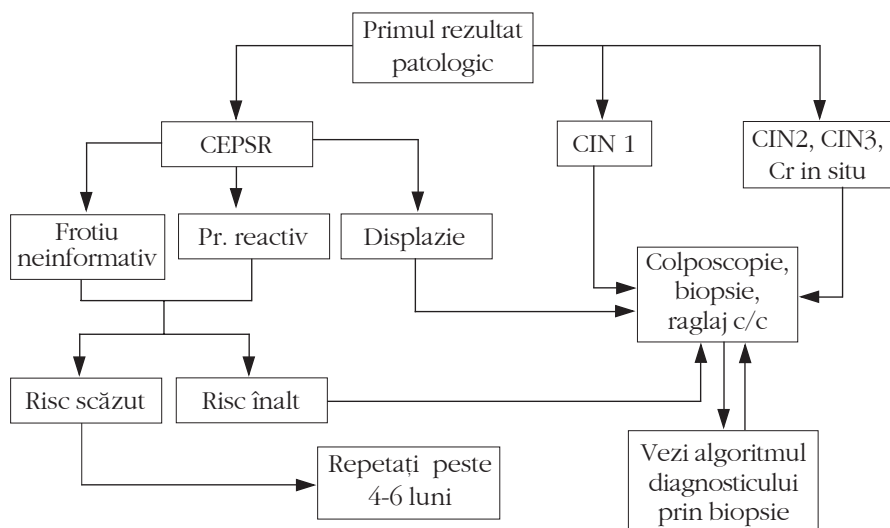 Primul rezultat
patologic
CEPSR
CIN 1
CIN2, CIN3,
Cr in situ
Frotiu
neinformativ
Pr. reactiv
Displazie
Colposcopie,
biopsie,
raglaj c/c
Risc scăzut
Risc înalt
Repetați peste
4-6 luni
Vezi algoritmul
diagnosticului
prin biopsie